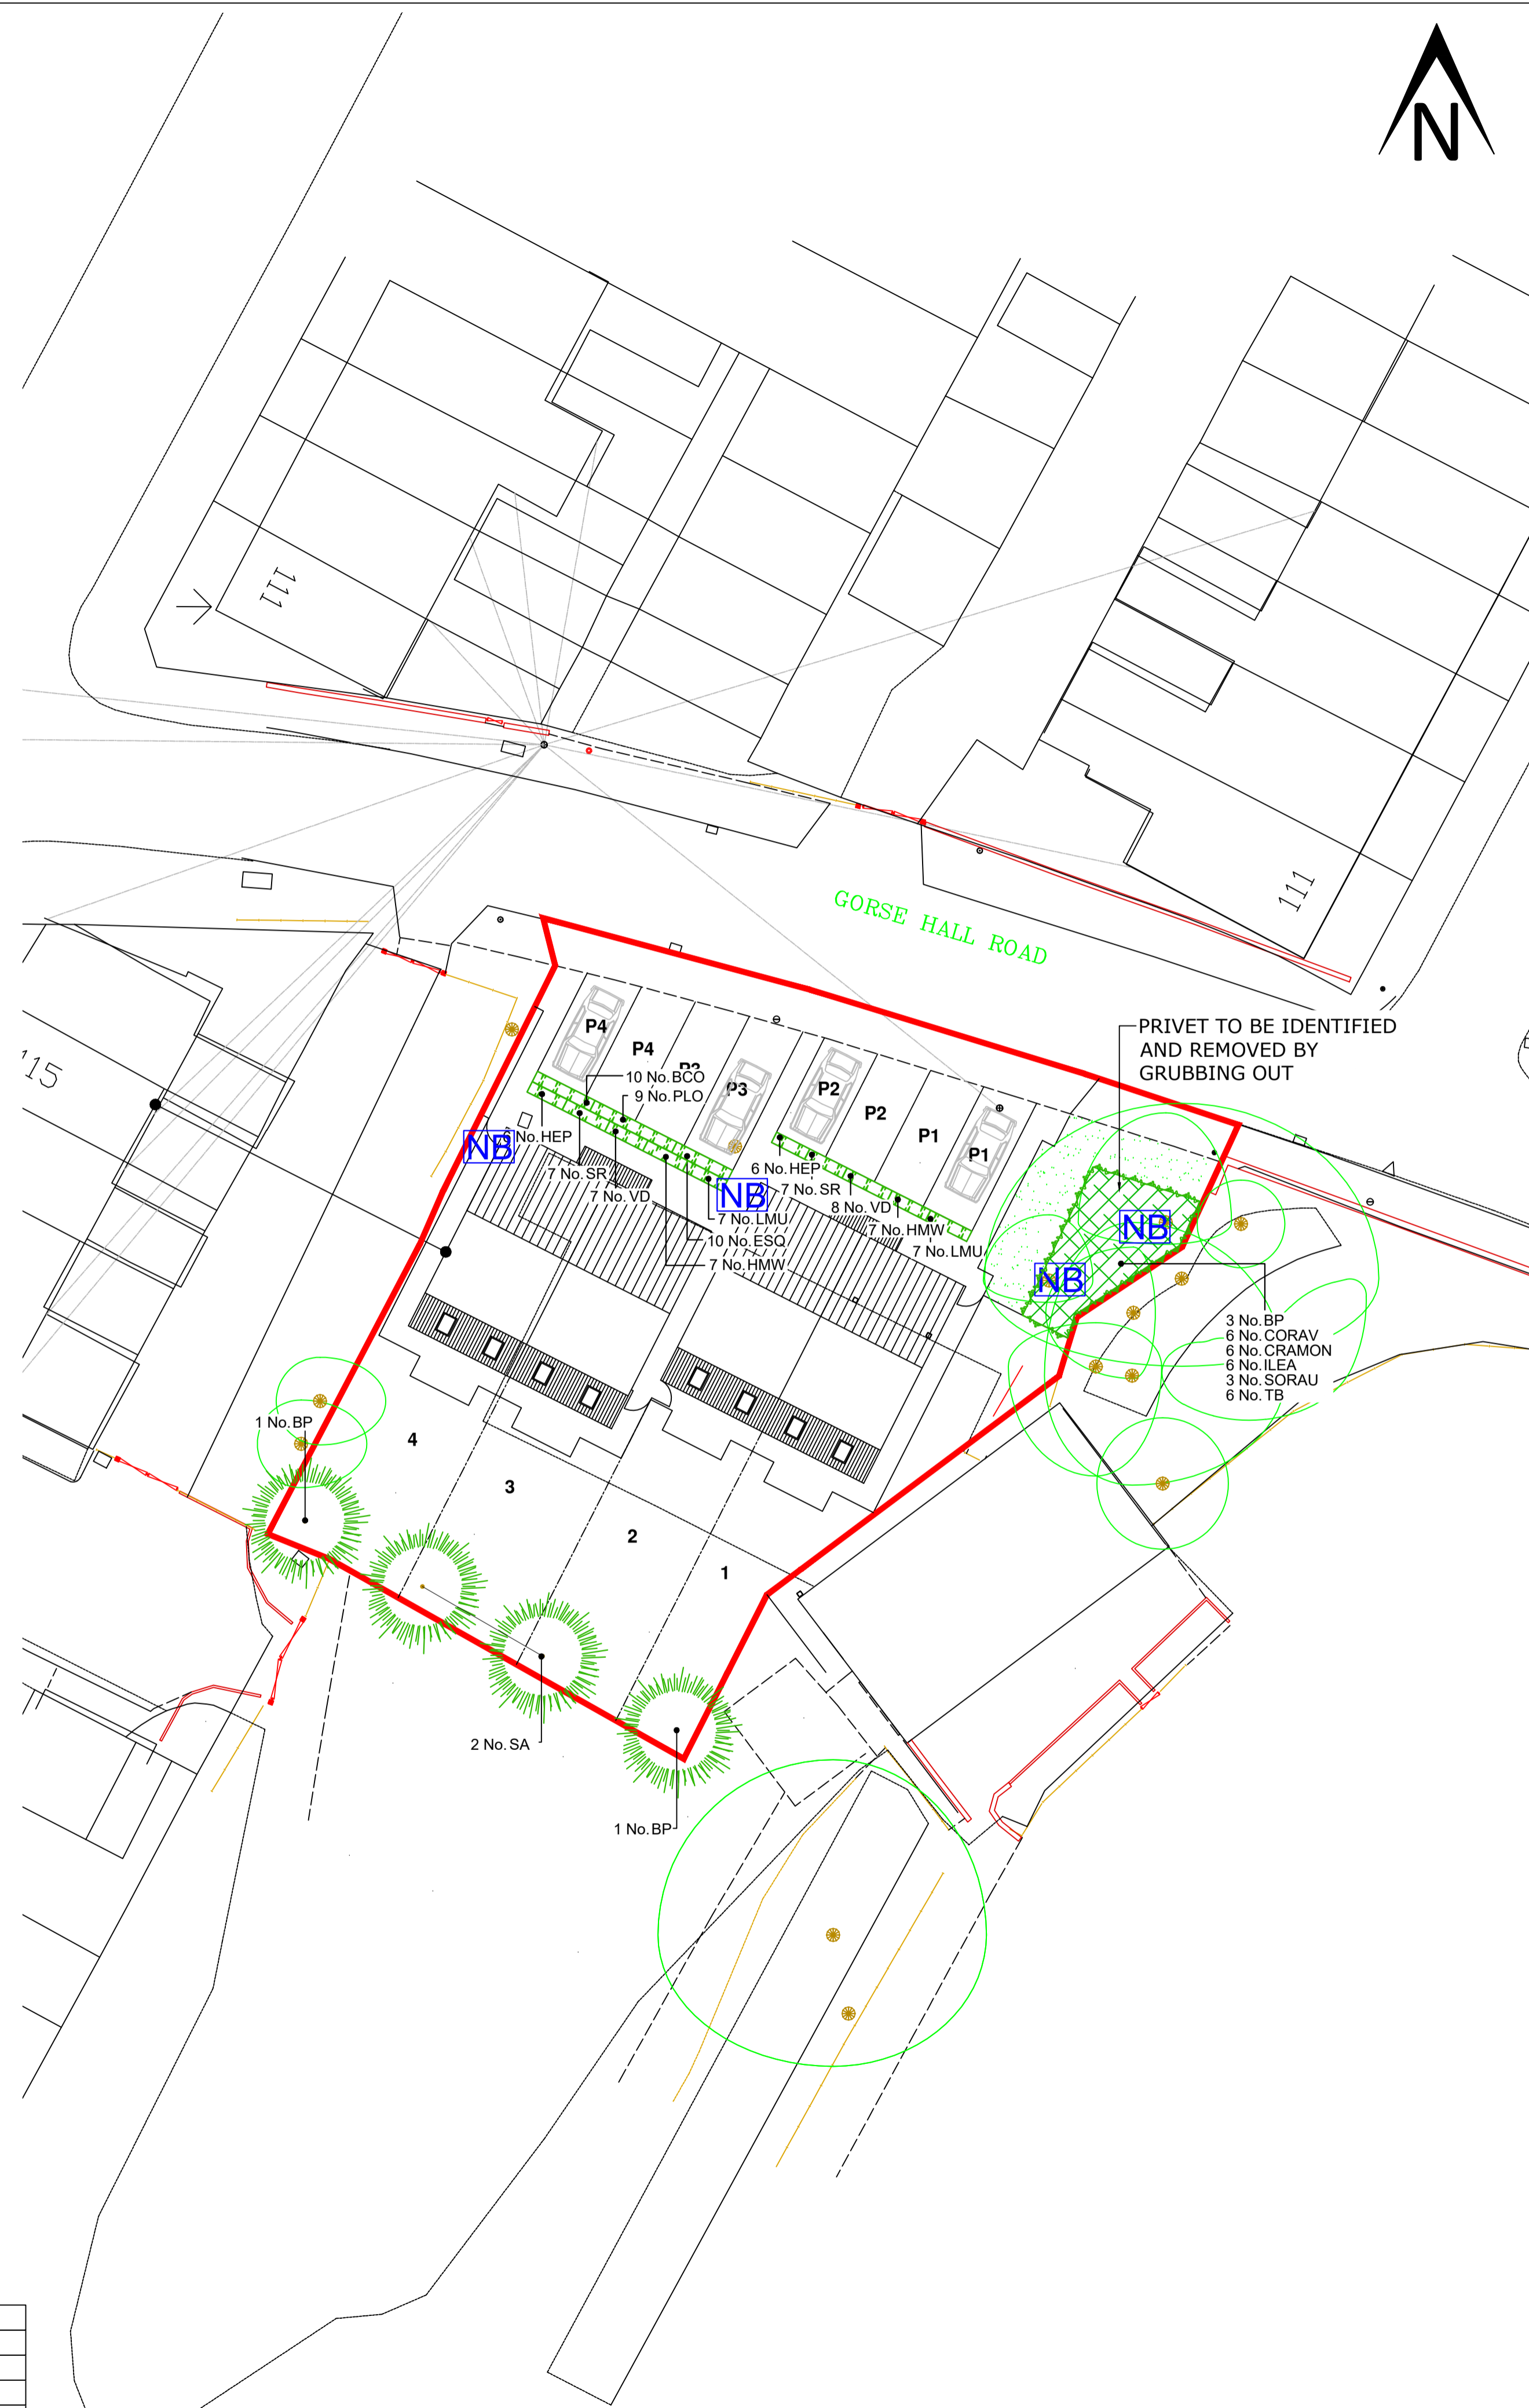 N
111
GORSE HALL ROAD
111
PRIVET TO BE IDENTIFIED
AND REMOVED BY
GRUBBING OUT
P4
P4
P3
P3
P2
P2
P1
P1
10 No. BCO
9 No. PLO
6 No. HEP
NB
7 No. SR
7 No. VD
NB
7 No. LMU
10 No. ESQ
7 No. HMW
6 No. HEP
7 No. SR
8 No. VD
7 No. HMW
7 No. LMU
NB
NB
115
3 No. BP
6 No. CORAV
6 No. CRAMON
6 No. ILEA
3 No. SORAU
6 No. TB
1 No. BP
4
3
2
1
2 No. SA
1 No. BP